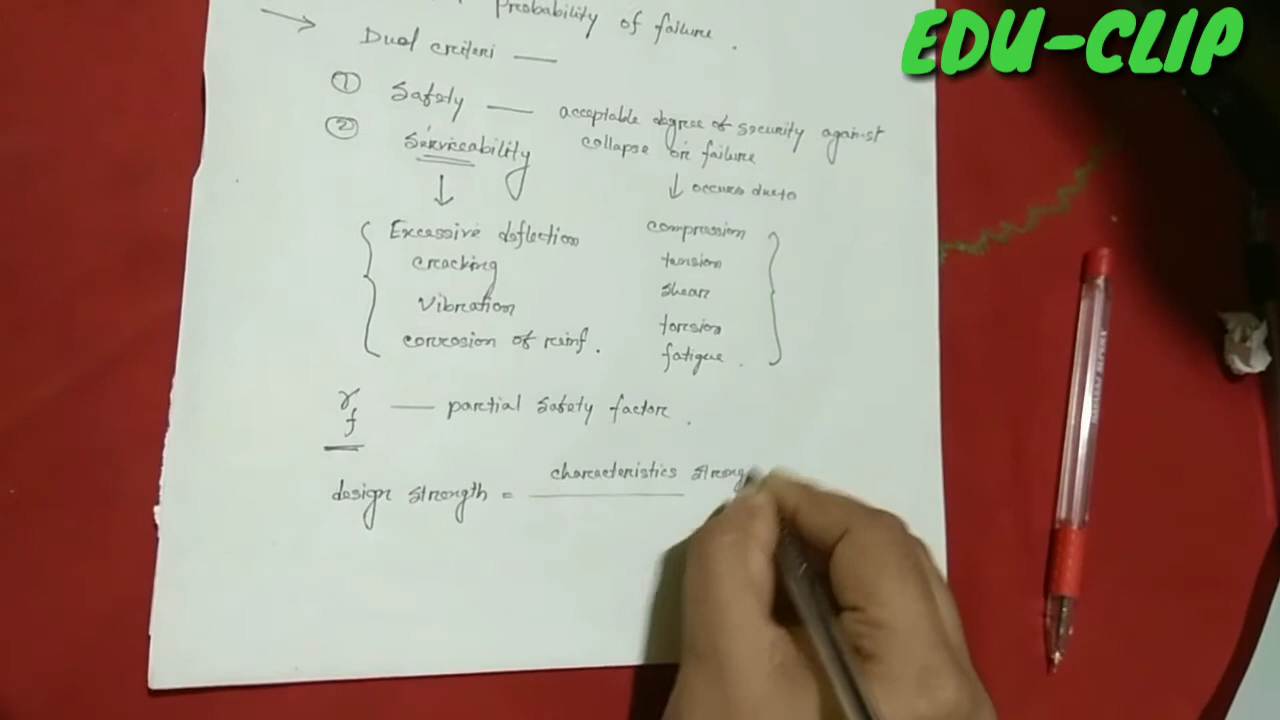 EDU-CLIP
Probability of failure .
→ Dual criteri —
① Safety — acceptable degree of security against
collapse or failure
② Serviceability
↓ occurs due to
Excessive deflection
cracking
vibration
corrosion of reinf .
compression
tension
shear
torsion
fatigue .
γf — partial safety factor .
design strength = characteristics streng